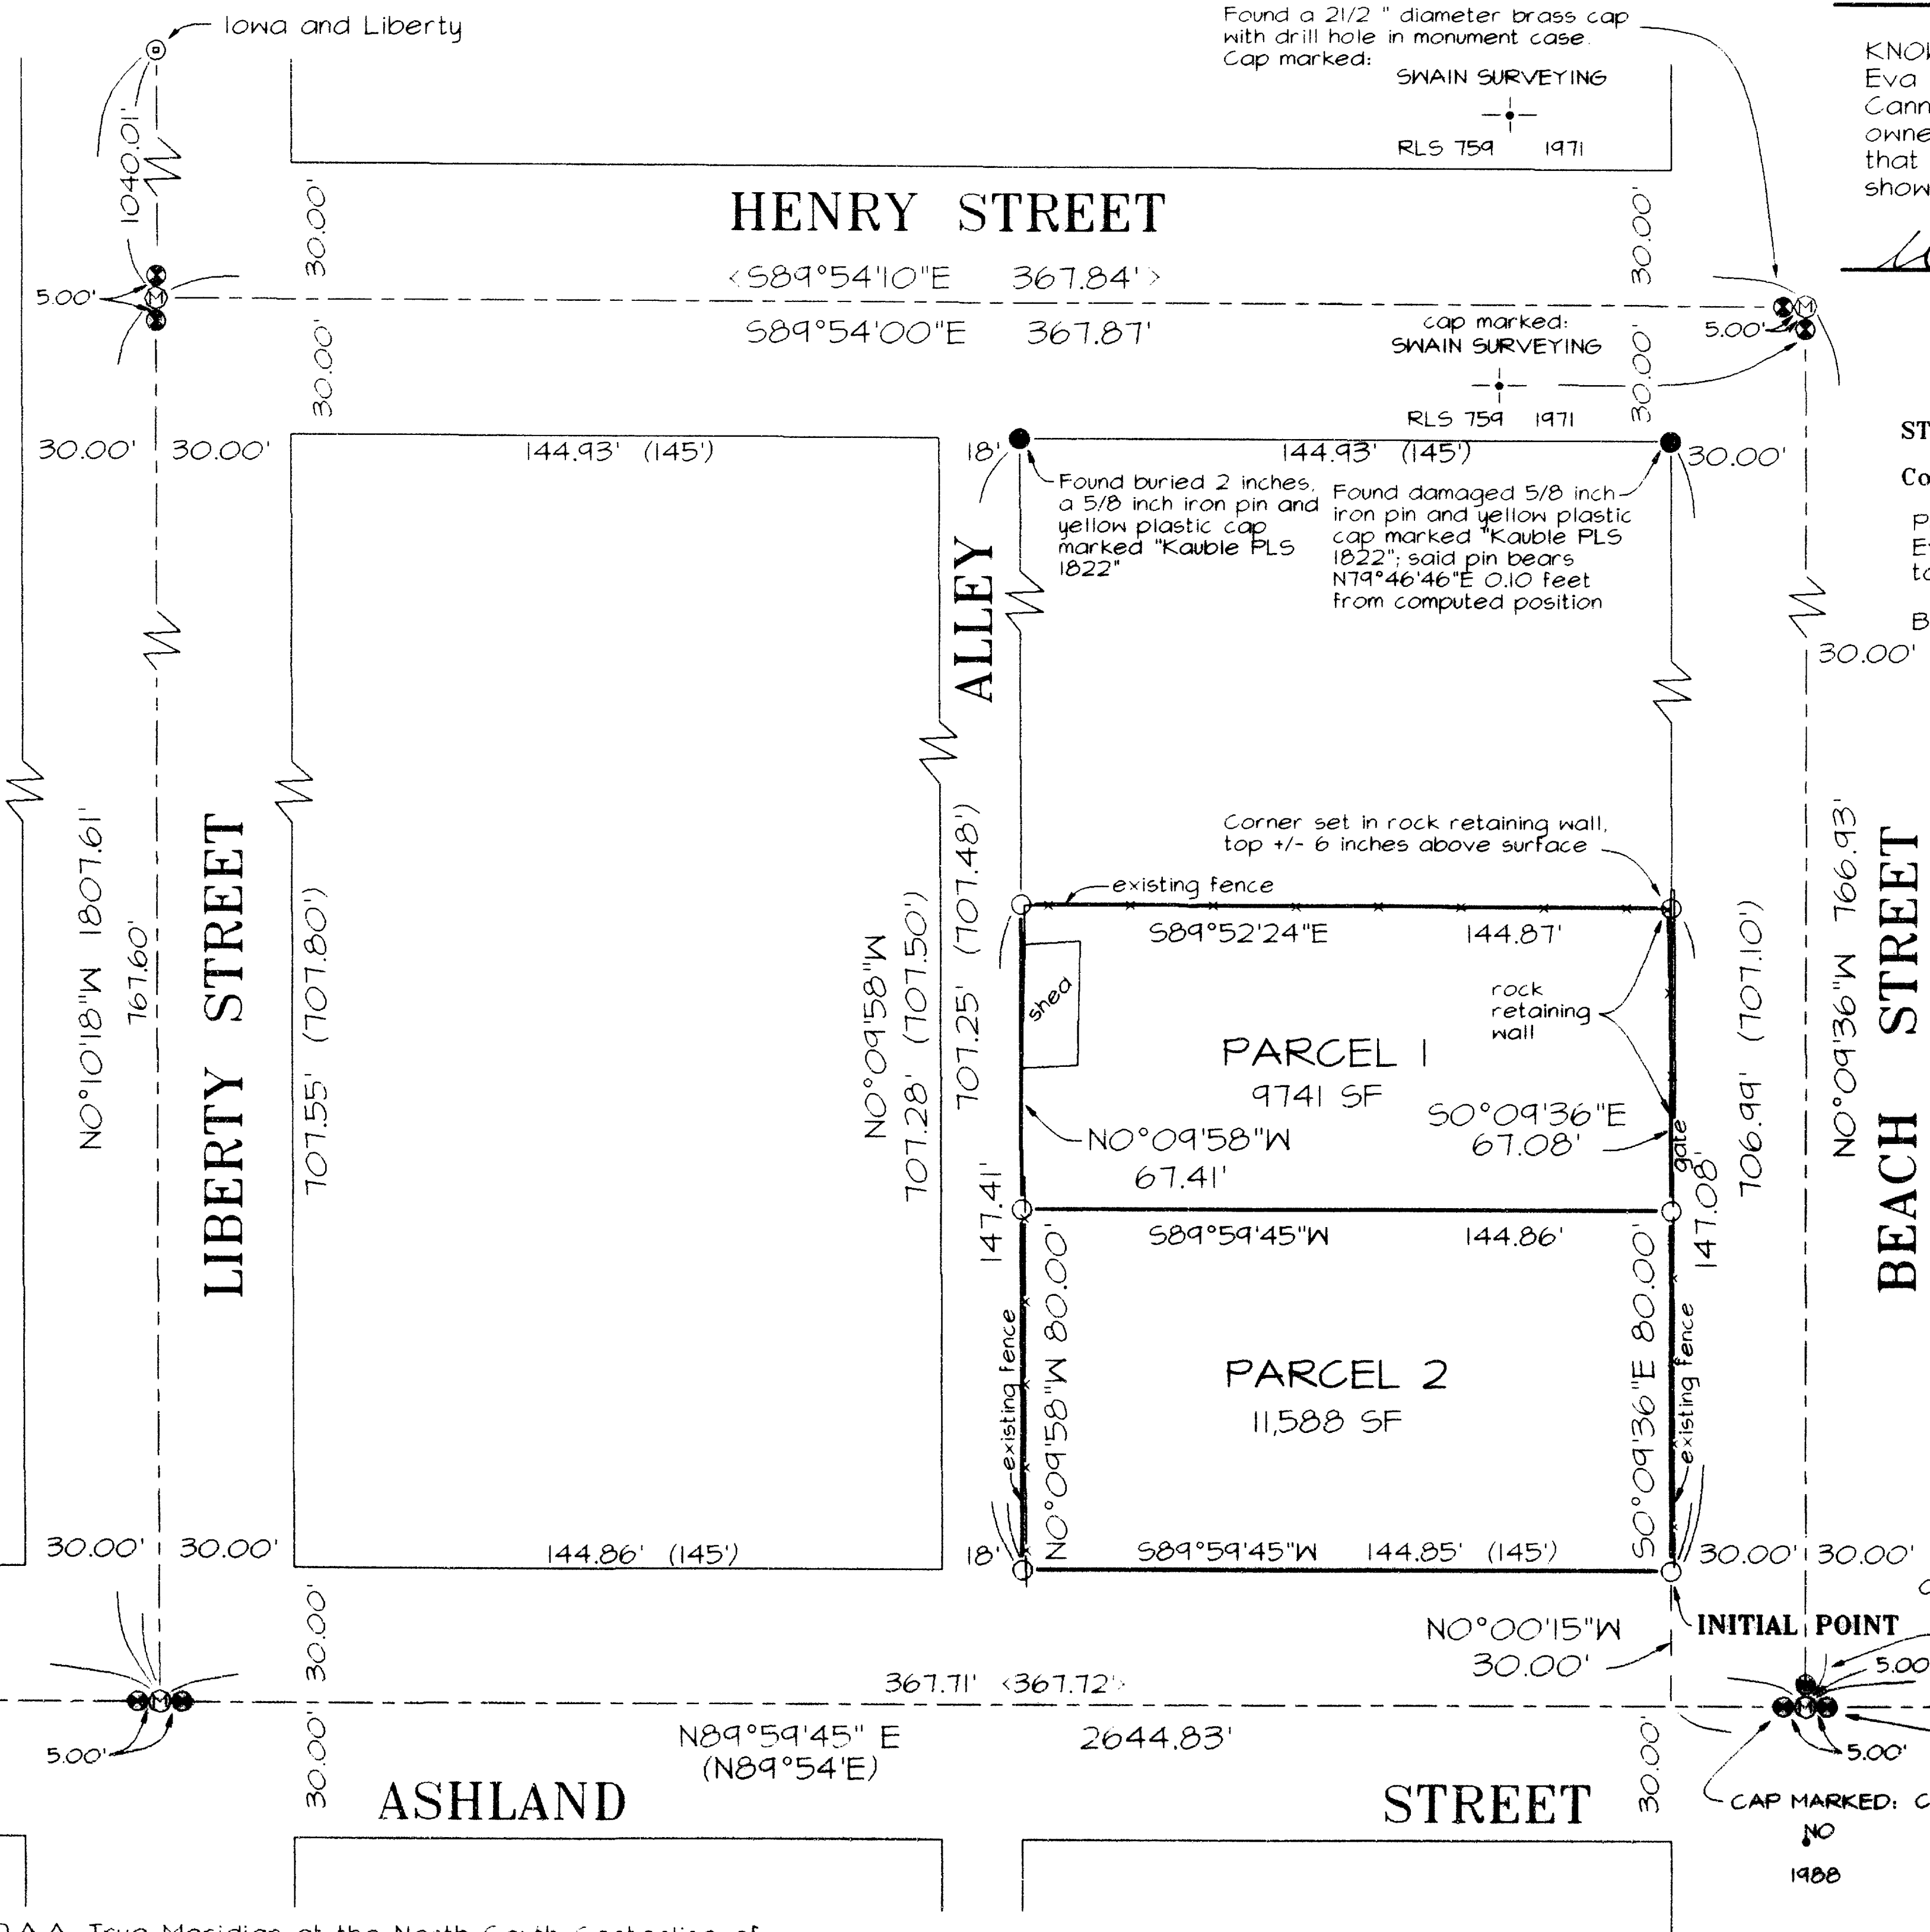 Iowa and Liberty
1040.01'
Found a 2 1/2 " diameter brass cap
with drill hole in monument case.
Cap marked:
SWAIN SURVEYING
RLS 759 1971
KNOW
Eva
Cann
owne
that
show
30.00'
HENRY STREET
30.00'
<S89°54'10"E 367.84'>
5.00'
S89°54'00"E 367.87'
30.00'
cap marked:
SWAIN SURVEYING
RLS 759 1971
30.00'
5.00'
30.00' 30.00'
144.93' (145')
18'
144.93' (145')
30.00'
ST
Co
Found buried 2 inches,
a 5/8 inch iron pin and
yellow plastic cap
marked "Kauble PLS
1822"
Found damaged 5/8 inch
iron pin and yellow plastic
cap marked "Kauble PLS
1822"; said pin bears
N79°46'46"E 0.10 feet
from computed position
ALLEY
30.00'
N0°10'18"W 1807.61'
767.60'
LIBERTY STREET
707.55' (707.80')
N0°09'58"W
707.28' (707.50')
707.25' (707.48')
Corner set in rock retaining wall,
top +/- 6 inches above surface
existing fence
S89°52'24"E 144.87'
shed
rock
retaining
wall
PARCEL 1
9741 SF
S0°09'36"E
67.08'
N0°09'58"W
67.41'
gate
706.99' (707.10')
N0°09'36"W 766.93'
BEACH STREET
147.41'
147.08'
S89°59'45"W 144.86'
existing fence
N0°09'58"W 80.00'
PARCEL 2
11,588 SF
S0°09'36"E 80.00'
existing fence
30.00' 30.00'
144.86' (145')
18'
S89°59'45"W 144.85' (145')
30.00' 30.00'
30.00'
N0°00'15"W
30.00'
INITIAL POINT
5.00
367.71' <367.72'>
N89°59'45" E 2644.83'
(N89°54'E)
5.00'
30.00'
30.00'
5.00'
ASHLAND STREET
CAP MARKED: C
NO
1988